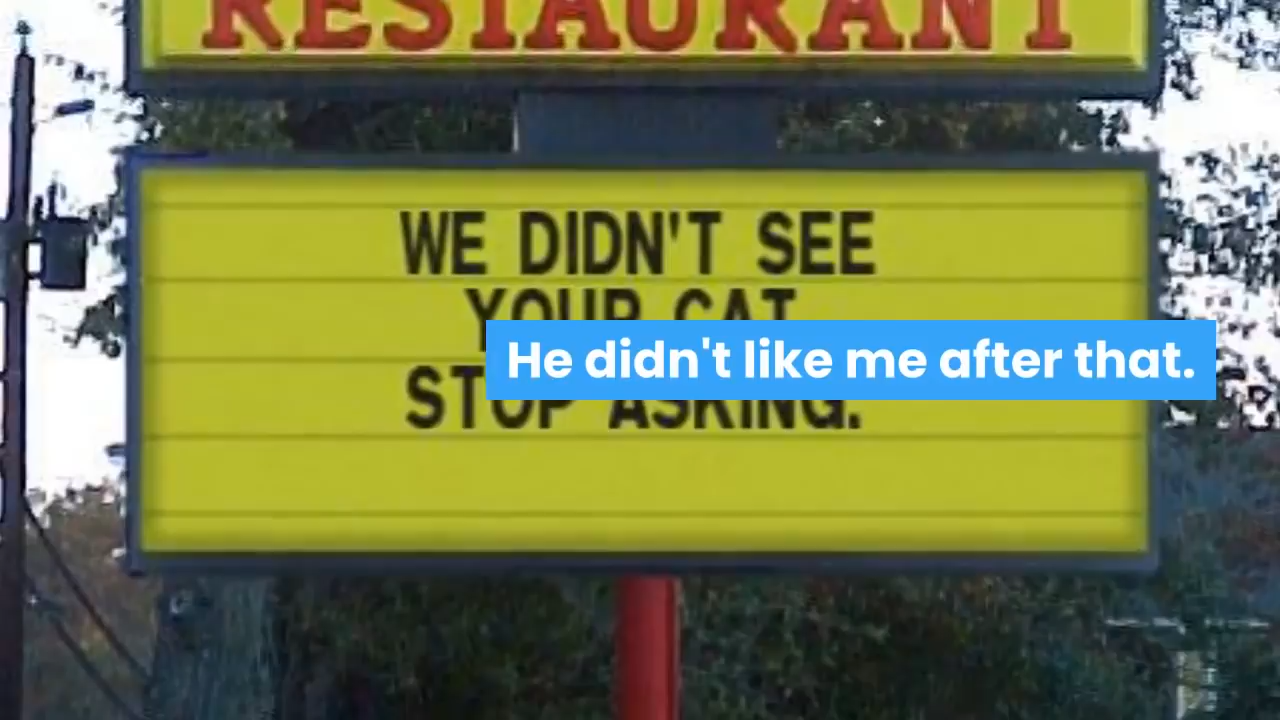 RESTAURANT
WE DIDN'T SEE
YOUR CAT
STOP ASKING.
He didn't like me after that.